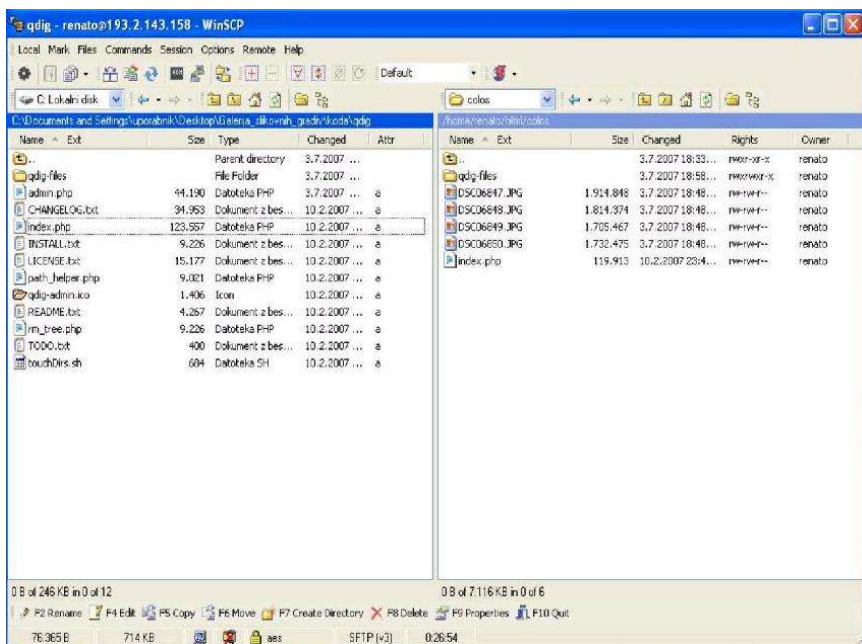 qdig - renato@193.2.143.158 - WinSCP
Local Mark Files Commands Session Options Remote Help
Default
C: Lokalni disk
colos
C:\Documents and Settings\uporabnik\Desktop\Galerija_slikovnih_gradiv\koda\qdig
/home/renato/html/colos
Name Ext Size Type Changed Attr
Name Ext Size Changed Rights Owner
.. Parent directory 3.7.2007 ...
qdig-files File Folder 3.7.2007 ...
admin.php 44.190 Datoteka PHP 3.7.2007 ... a
CHANGELOG.txt 34.953 Dokument z bes... 10.2.2007 ... a
index.php 123.557 Datoteka PHP 10.2.2007 ... a
INSTALL.txt 9.226 Dokument z bes... 10.2.2007 ... a
LICENSE.txt 15.177 Dokument z bes... 10.2.2007 ... a
path_helper.php 9.021 Datoteka PHP 10.2.2007 ... a
qdig-admin.ico 1.406 Icon 10.2.2007 ... a
README.txt 4.267 Dokument z bes... 10.2.2007 ... a
rm_tree.php 9.226 Datoteka PHP 10.2.2007 ... a
TODO.txt 400 Dokument z bes... 10.2.2007 ... a
touchDirs.sh 684 Datoteka SH 10.2.2007 ... a
.. 3.7.2007 18:33... rwxr-xr-x renato
qdig-files 3.7.2007 18:58... rwxrwxr-x renato
DSC06847.JPG 1.914.848 3.7.2007 18:48... rw-rw-r-- renato
DSC06848.JPG 1.814.374 3.7.2007 18:48... rw-rw-r-- renato
DSC06849.JPG 1.705.467 3.7.2007 18:48... rw-rw-r-- renato
DSC06850.JPG 1.732.475 3.7.2007 18:48... rw-rw-r-- renato
index.php 119.913 10.2.2007 23:4... rw-rw-r-- renato
0 B of 246 KB in 0 of 12
0 B of 7.116 KB in 0 of 6
F2 Rename F4 Edit F5 Copy F6 Move F7 Create Directory F8 Delete F9 Properties F10 Quit
76.365 B 714 KB aes SFTP (v3) 0:26:54